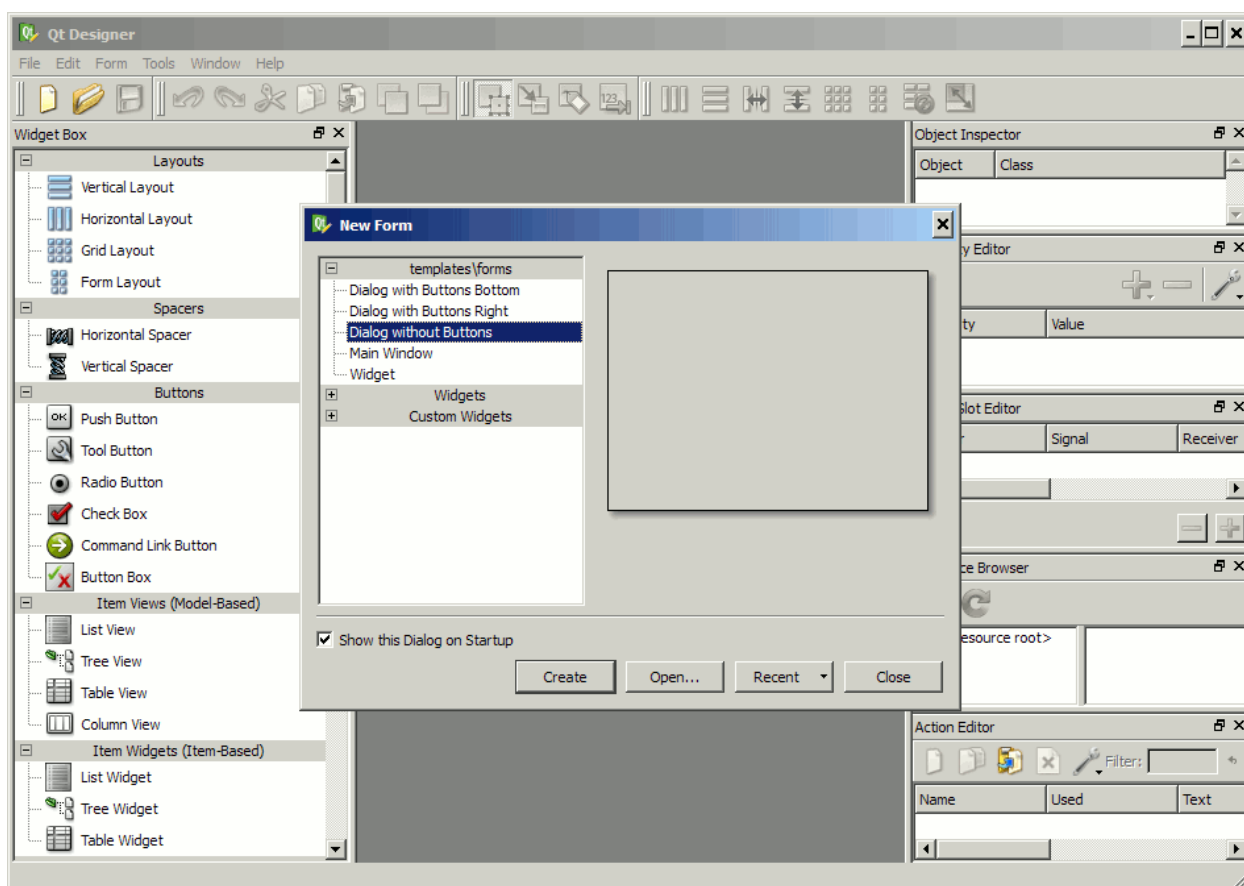 Qt Designer
File Edit Form Tools Window Help
123
Widget Box
Layouts
Vertical Layout
Horizontal Layout
Grid Layout
Form Layout
Spacers
Horizontal Spacer
Vertical Spacer
Buttons
OK
Push Button
Tool Button
Radio Button
Check Box
Command Link Button
Button Box
Item Views (Model-Based)
List View
Tree View
Table View
Column View
Item Widgets (Item-Based)
List Widget
Tree Widget
Table Widget
New Form
templates\forms
Dialog with Buttons Bottom
Dialog with Buttons Right
Dialog without Buttons
Main Window
Widget
Widgets
Custom Widgets
Show this Dialog on Startup
Create Open... Recent Close
Object Inspector
Object Class
y Editor
ty Value
Slot Editor
Signal Receiver
ce Browser
esource root>
Action Editor
Filter:
Name Used Text